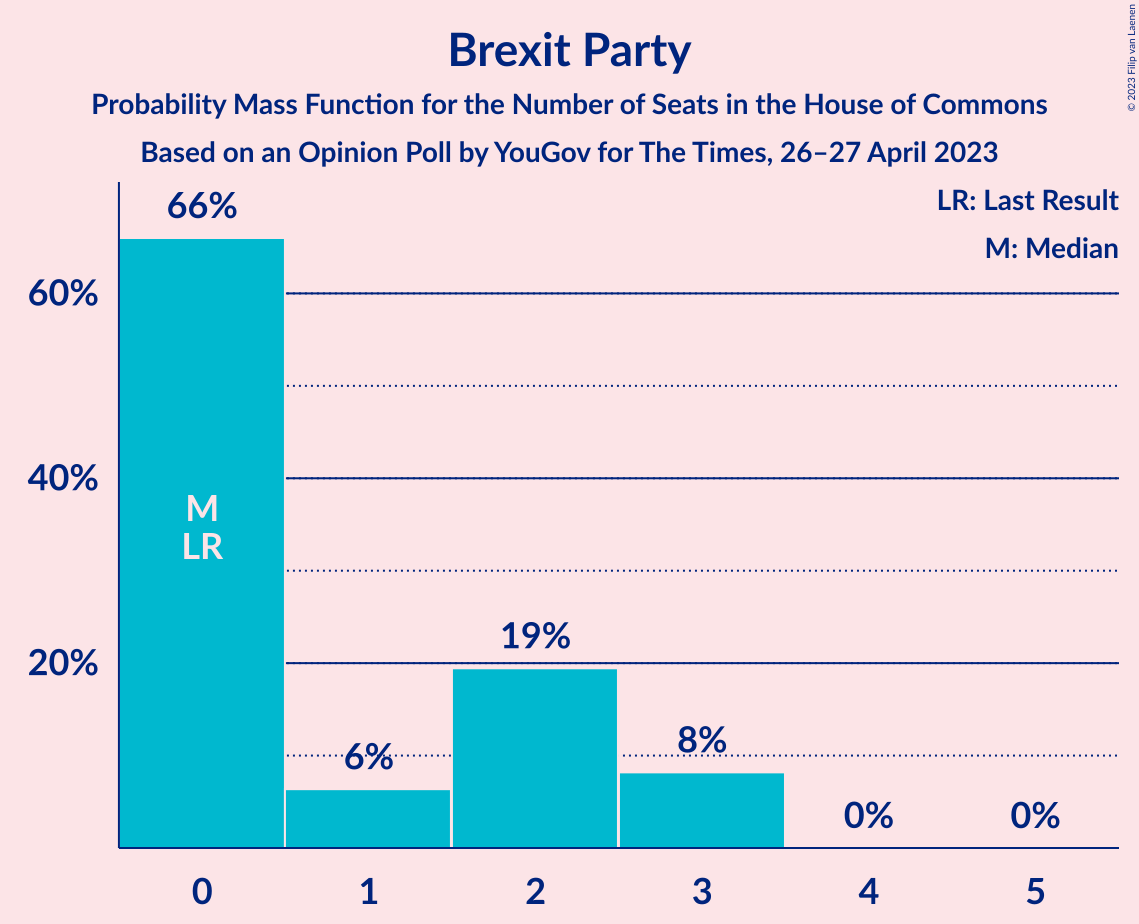 Brexit Party
Probability Mass Function for the Number of Seats in the House of Commons
Based on an Opinion Poll by YouGov for The Times, 26–27 April 2023
© 2023 Filip van Laenen
LR: Last Result
M: Median
66%
60%
40%
M
LR
19%
20%
8%
6%
0%
0%
0
1
2
3
4
5